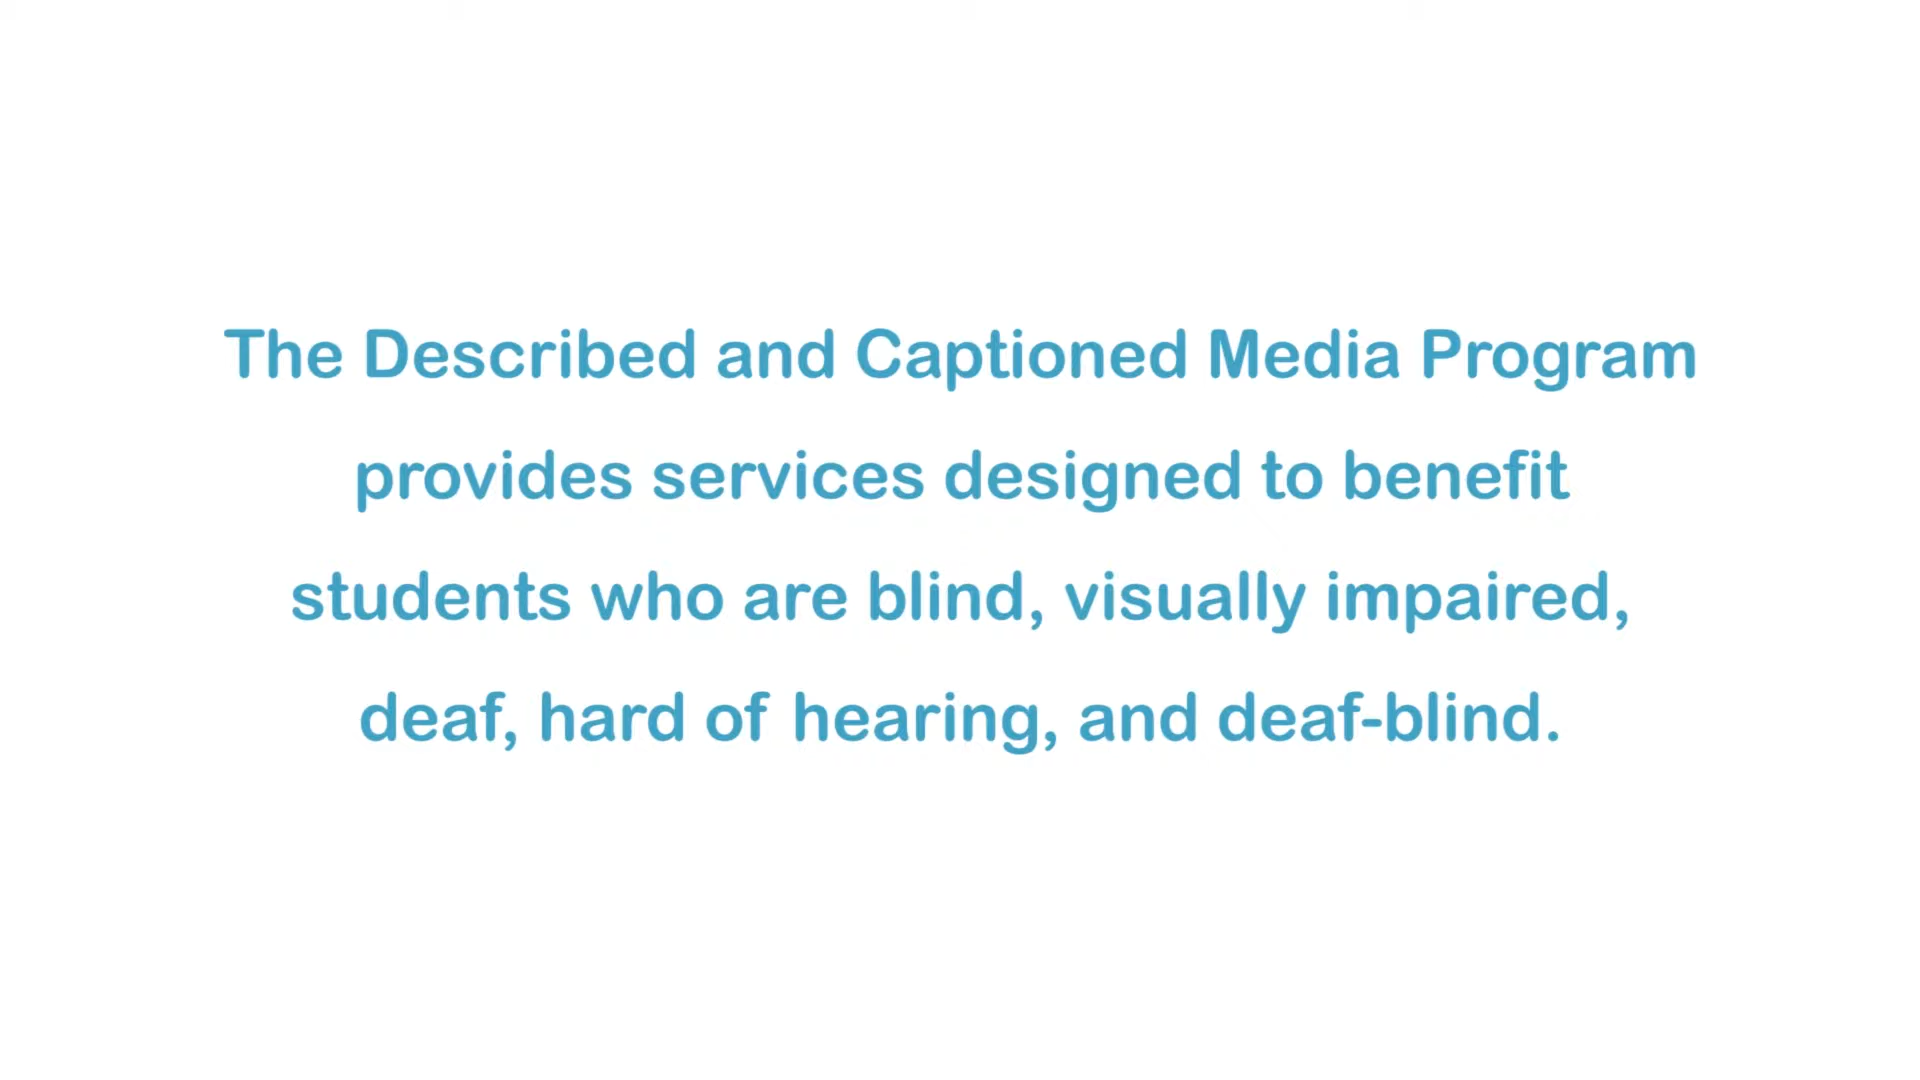 The Described and Captioned Media Program
provides services designed to benefit
students who are blind, visually impaired,
deaf, hard of hearing, and deaf-blind.